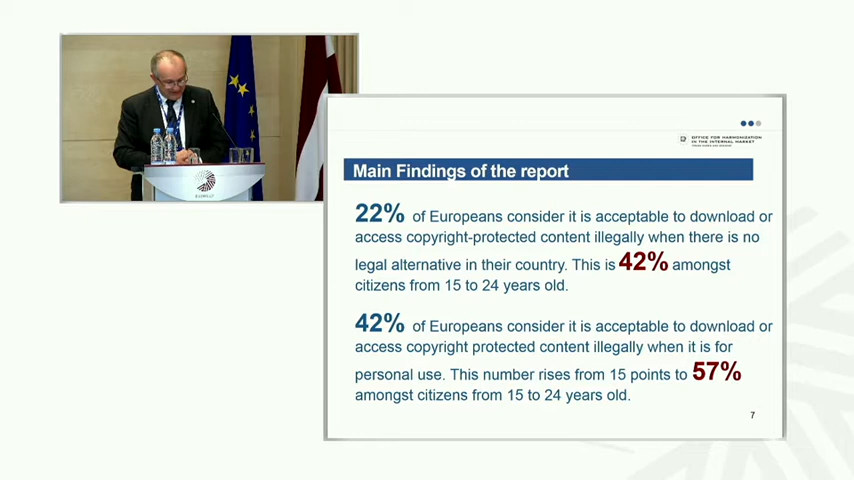 OFFICE FOR HARMONIZATION
IN THE INTERNAL MARKET
Main Findings of the report
22% of Europeans consider it is acceptable to download or
access copyright-protected content illegally when there is no
legal alternative in their country. This is 42% amongst
citizens from 15 to 24 years old.
42% of Europeans consider it is acceptable to download or
access copyright protected content illegally when it is for
personal use. This number rises from 15 points to 57%
amongst citizens from 15 to 24 years old.
7